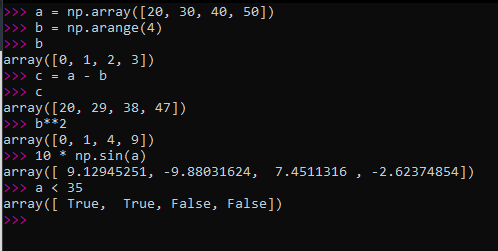 >>> a = np.array([20, 30, 40, 50])
>>> b = np.arange(4)
>>> b
array([0, 1, 2, 3])
>>> c = a - b
>>> c
array([20, 29, 38, 47])
>>> b**2
array([0, 1, 4, 9])
>>> 10 * np.sin(a)
array([ 9.12945251, -9.88031624,  7.4511316 , -2.62374854])
>>> a < 35
array([ True,  True, False, False])
>>>